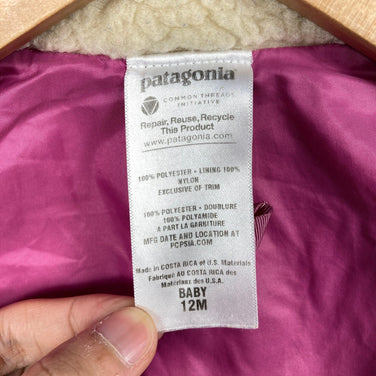 patagonia
COMMON THREADS
INITIATIVE
Repair, Reuse, Recycle
This Product
www.patagonia.com
100% POLYESTER • LINING 100%
NYLON
EXCLUSIVE OF TRIM
100% POLYESTER • DOUBLURE
100% POLYAMIDE
A PART LA GARNITURE
MFG DATE AND LOCATION AT
PCPSIA.COM
Made in COSTA RICA of U.S. Materials
Fabriqué AU COSTA RICA des
Materiaux des U.S.A.
BABY
12M